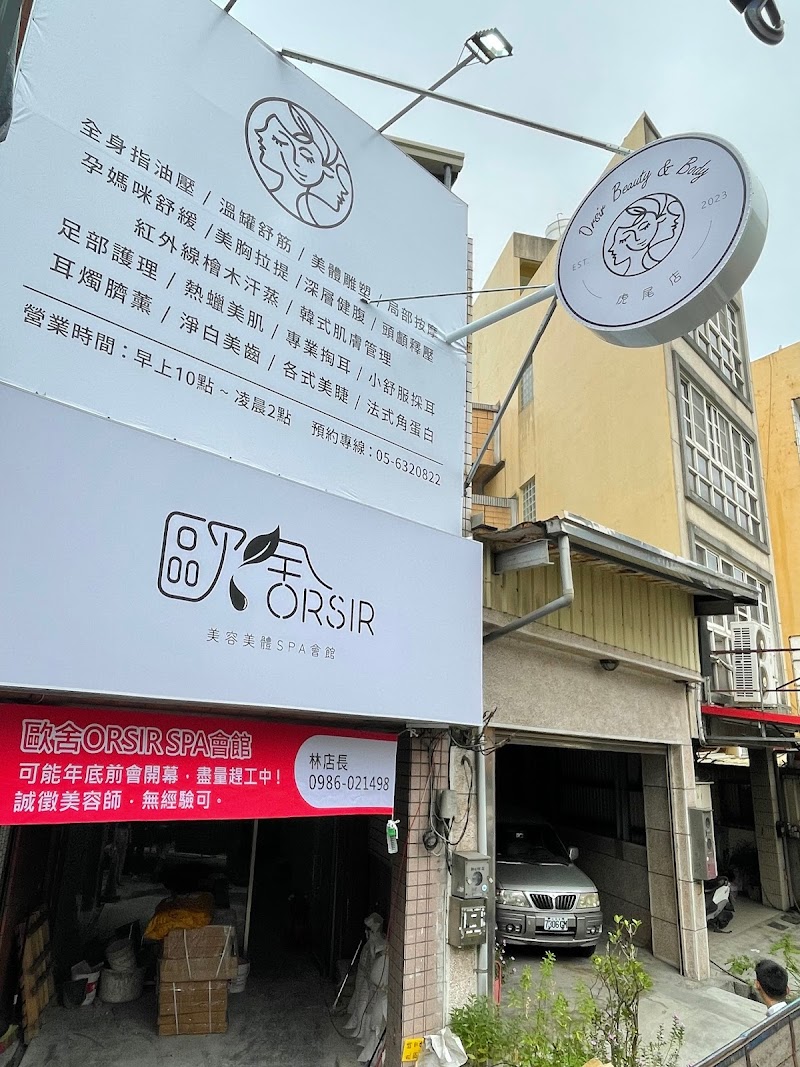 全身指油壓 / 溫罐舒筋 / 美體雕塑 / 局部按摩
孕媽咪舒緩 / 美胸拉提 / 深層健腹 / 頭顱釋壓
紅外線檜木汗蒸 / 韓式肌膚管理
足部護理 / 熱蠟美肌 / 專業掏耳 / 小舒服採耳
耳燭臍薰 / 淨白美齒 / 各式美睫 / 法式角蛋白
營業時間：早上10點 ~ 凌晨2點 預約專線：05-6320822
Orsir Beauty & Body
EST. 2023
虎尾店
歐舍ORSIR
美容美體SPA會館
歐舍ORSIR SPA會館
可能年底前會開幕，盡量趕工中！
誠徵美容師．無經驗可。
林店長
0986-021498